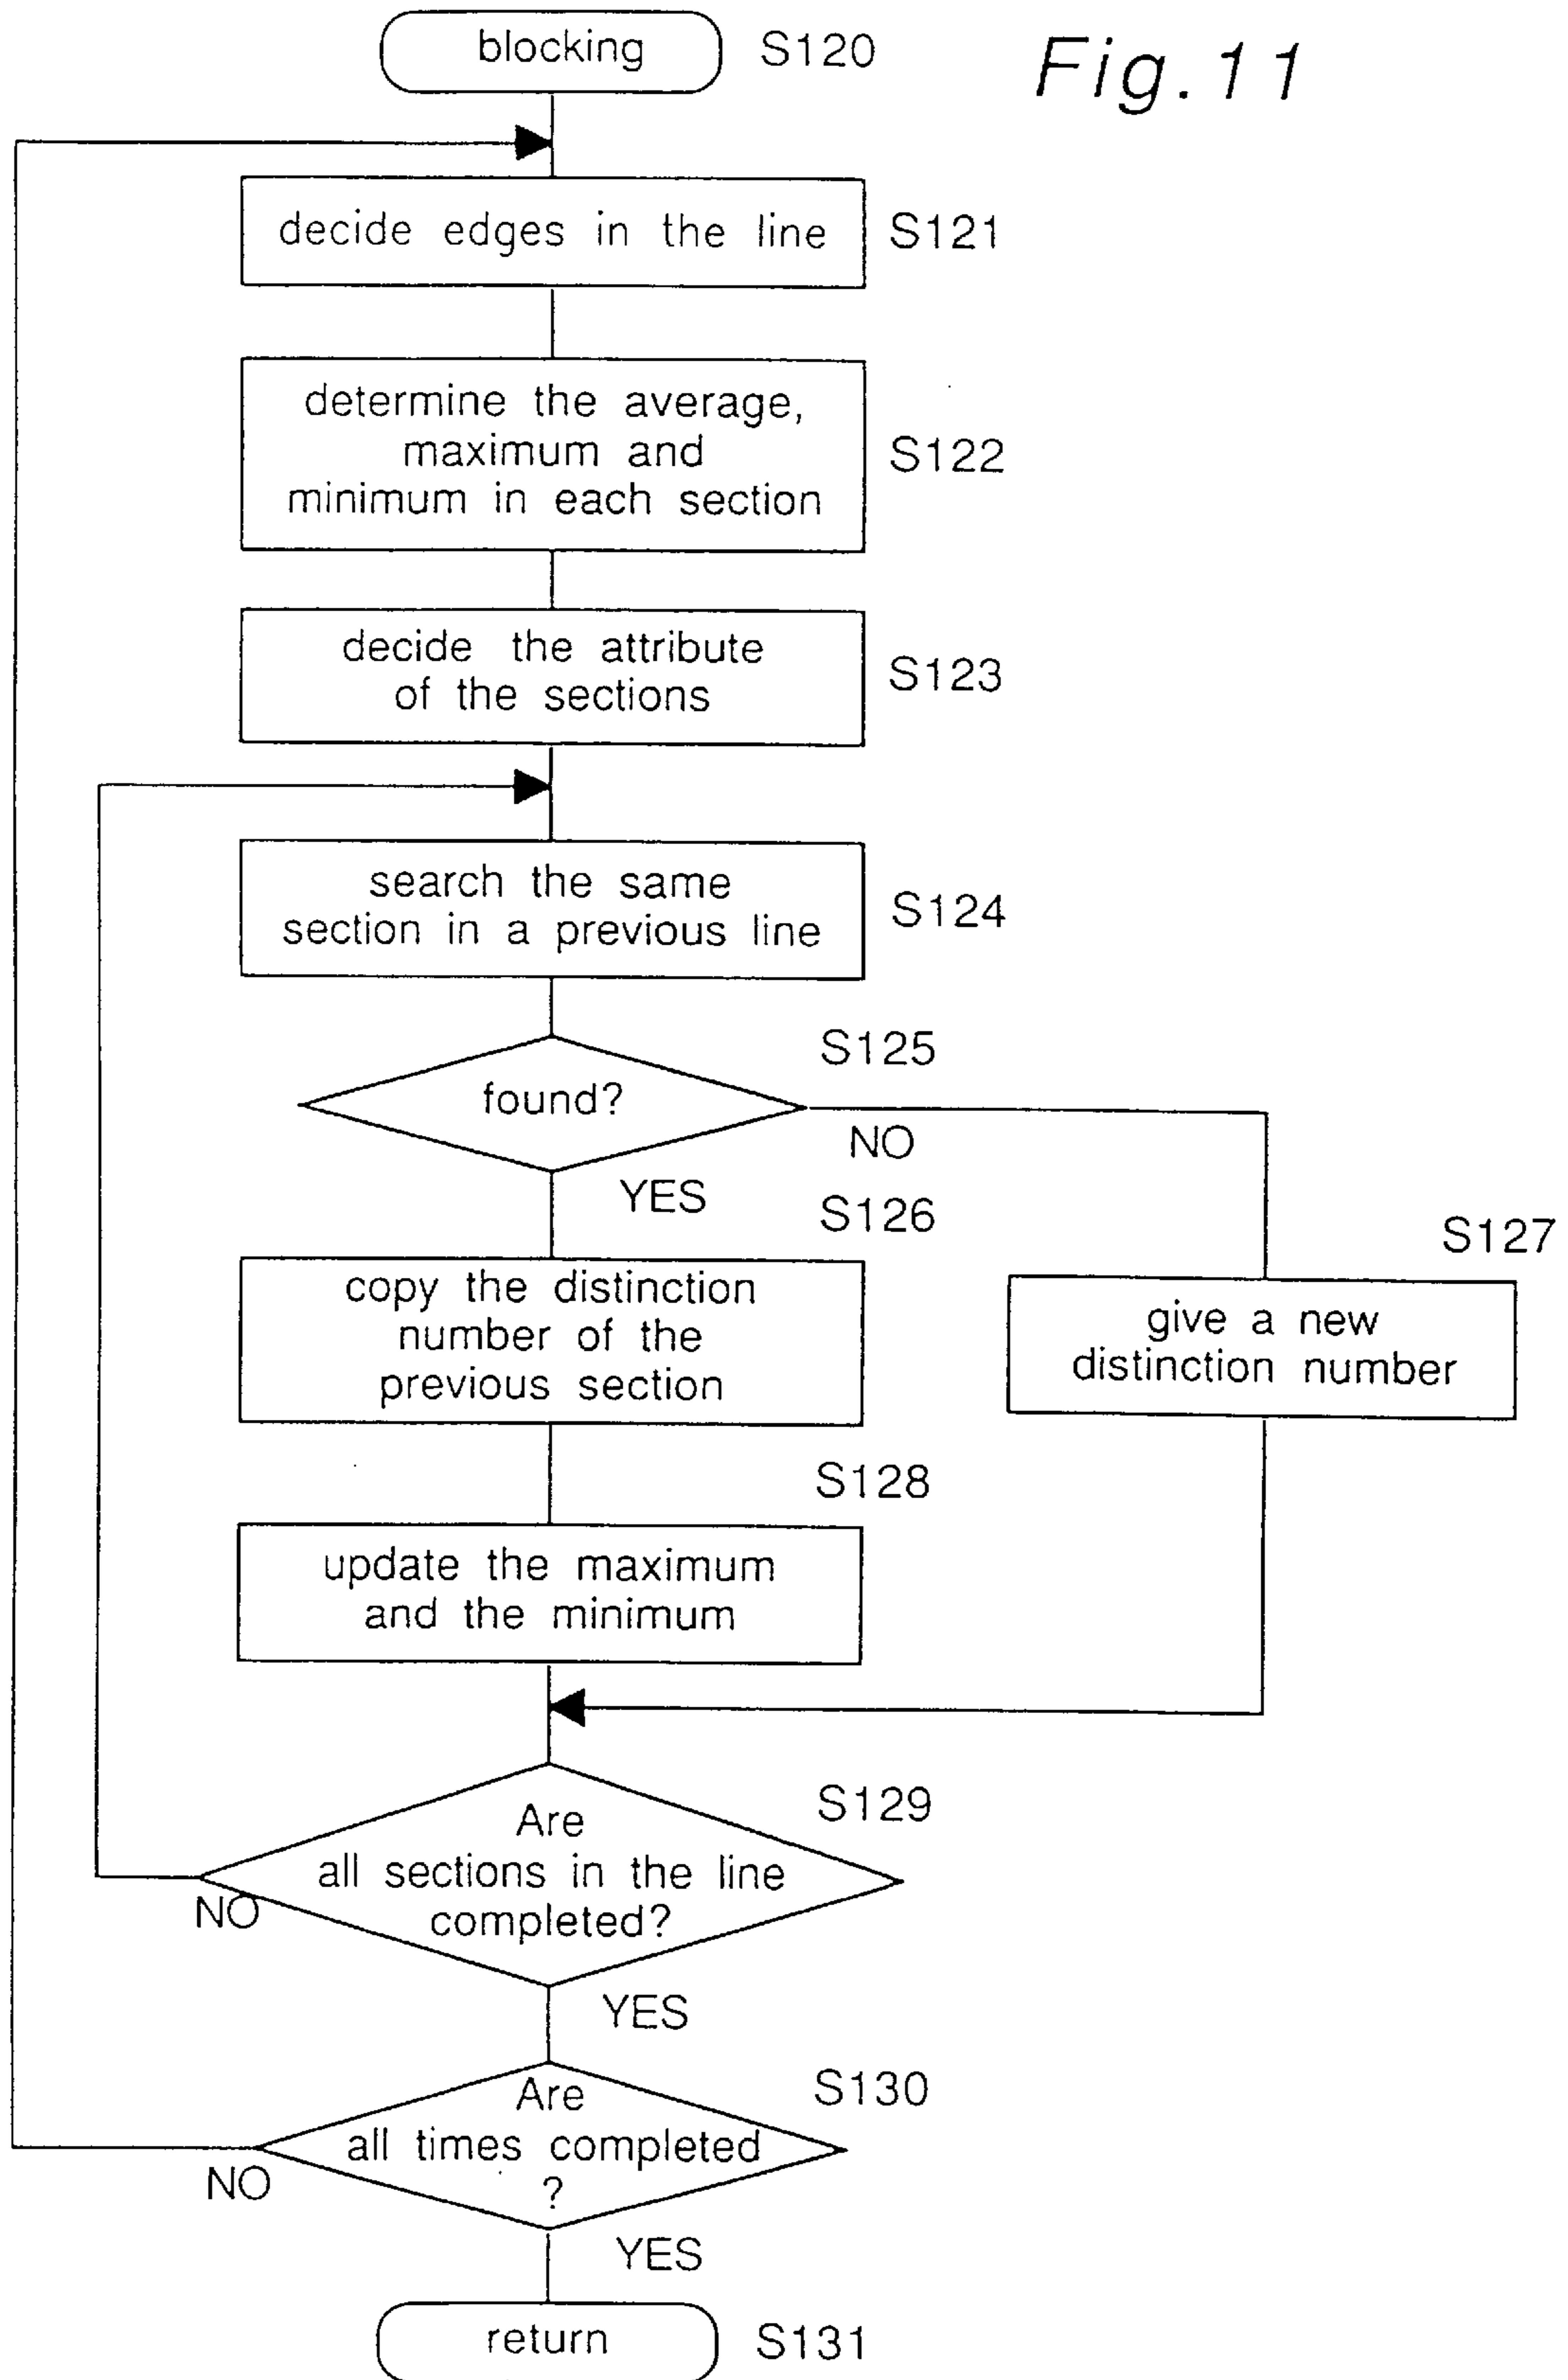 blocking S120
Fig.11
decide edges in the line S121
determine the average,
maximum and
minimum in each section
S122
decide the attribute
of the sections
S123
search the same
section in a previous line
S124
S125
found?
NO
YES
S126
copy the distinction
number of the
previous section
S127
give a new
distinction number
S128
update the maximum
and the minimum
S129
Are
all sections in the line
completed?
NO
YES
S130
Are
all times completed
?
NO
YES
return S131